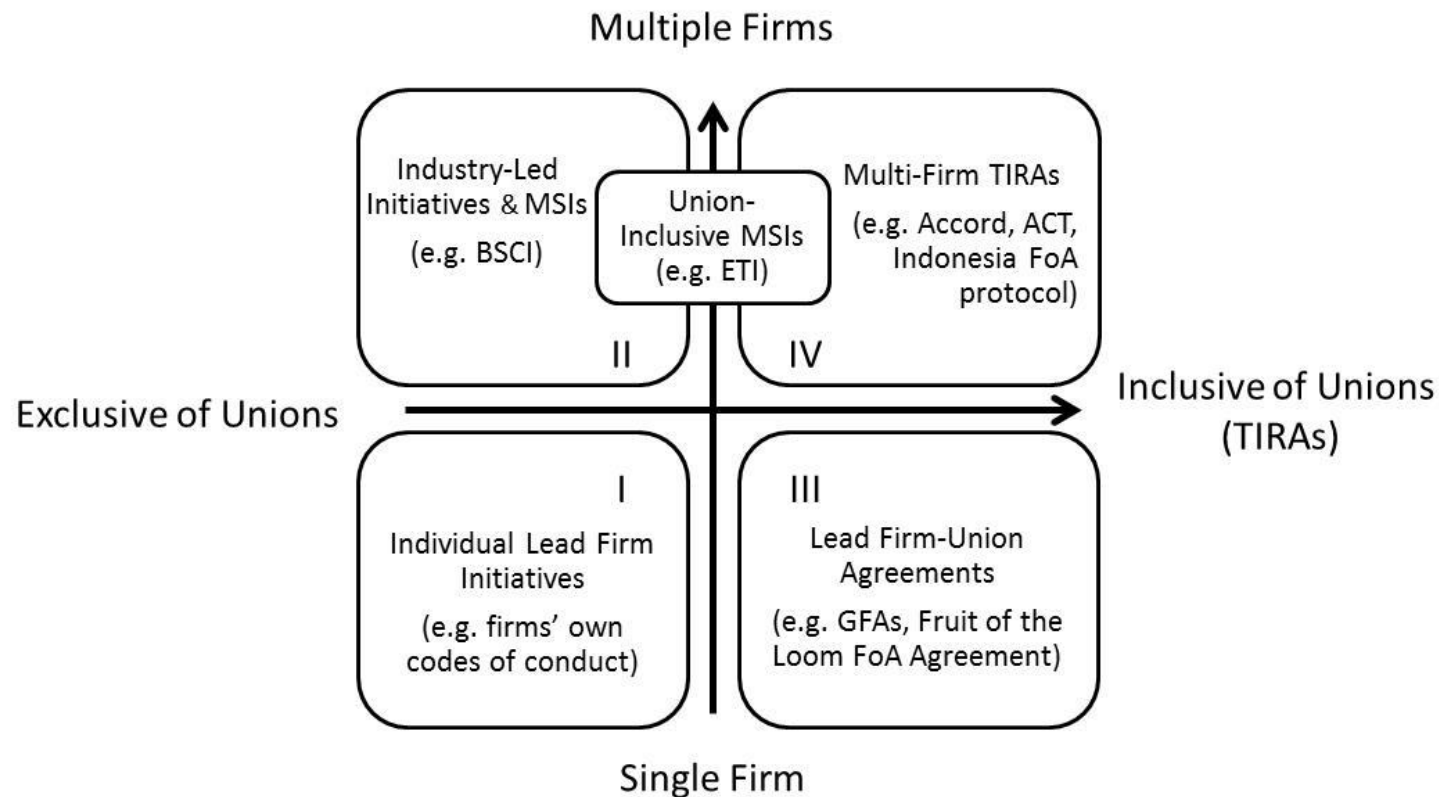 Multiple Firms
Industry-Led
Initiatives & MSIs
(e.g. BSCI)
II
Union-
Inclusive MSIs
(e.g. ETI)
Multi-Firm TIRAs
(e.g. Accord, ACT,
Indonesia FoA
protocol)
IV
Exclusive of Unions
Inclusive of Unions
(TIRAs)
I
Individual Lead Firm
Initiatives
(e.g. firms’ own
codes of conduct)
III
Lead Firm-Union
Agreements
(e.g. GFAs, Fruit of the
Loom FoA Agreement)
Single Firm